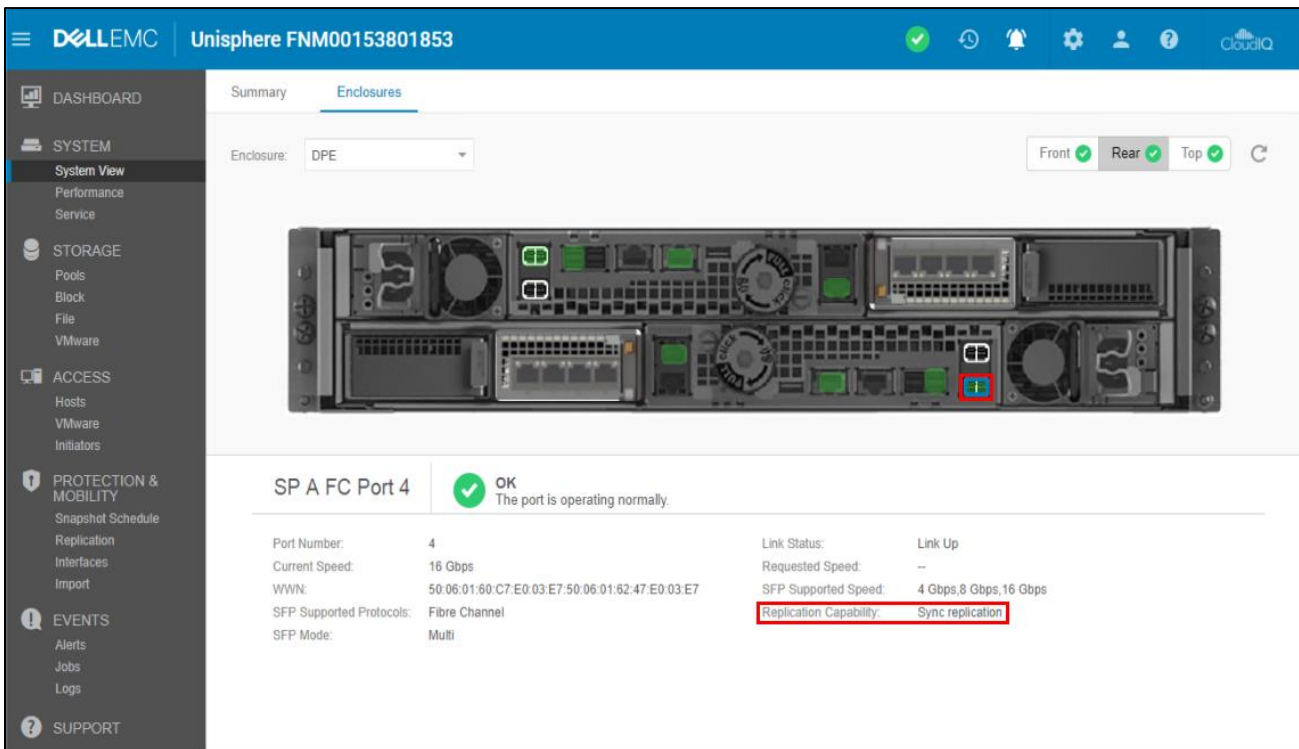 DELLEMC
Unisphere FNM00153801853
CloudIQ
DASHBOARD
SYSTEM
System View
Performance
Service
STORAGE
Pools
Block
File
VMware
ACCESS
Hosts
VMware
Initiators
PROTECTION &
MOBILITY
Snapshot Schedule
Replication
Interfaces
Import
EVENTS
Alerts
Jobs
Logs
SUPPORT
Summary
Enclosures
Enclosure:
DPE
Front
Rear
Top
SP A FC Port 4
OK
The port is operating normally.
Port Number: 4
Current Speed: 16 Gbps
WWN: 50:06:01:60:C7:E0:03:E7:50:06:01:62:47:E0:03:E7
SFP Supported Protocols: Fibre Channel
SFP Mode: Multi
Link Status: Link Up
Requested Speed: --
SFP Supported Speed: 4 Gbps,8 Gbps,16 Gbps
Replication Capability: Sync replication